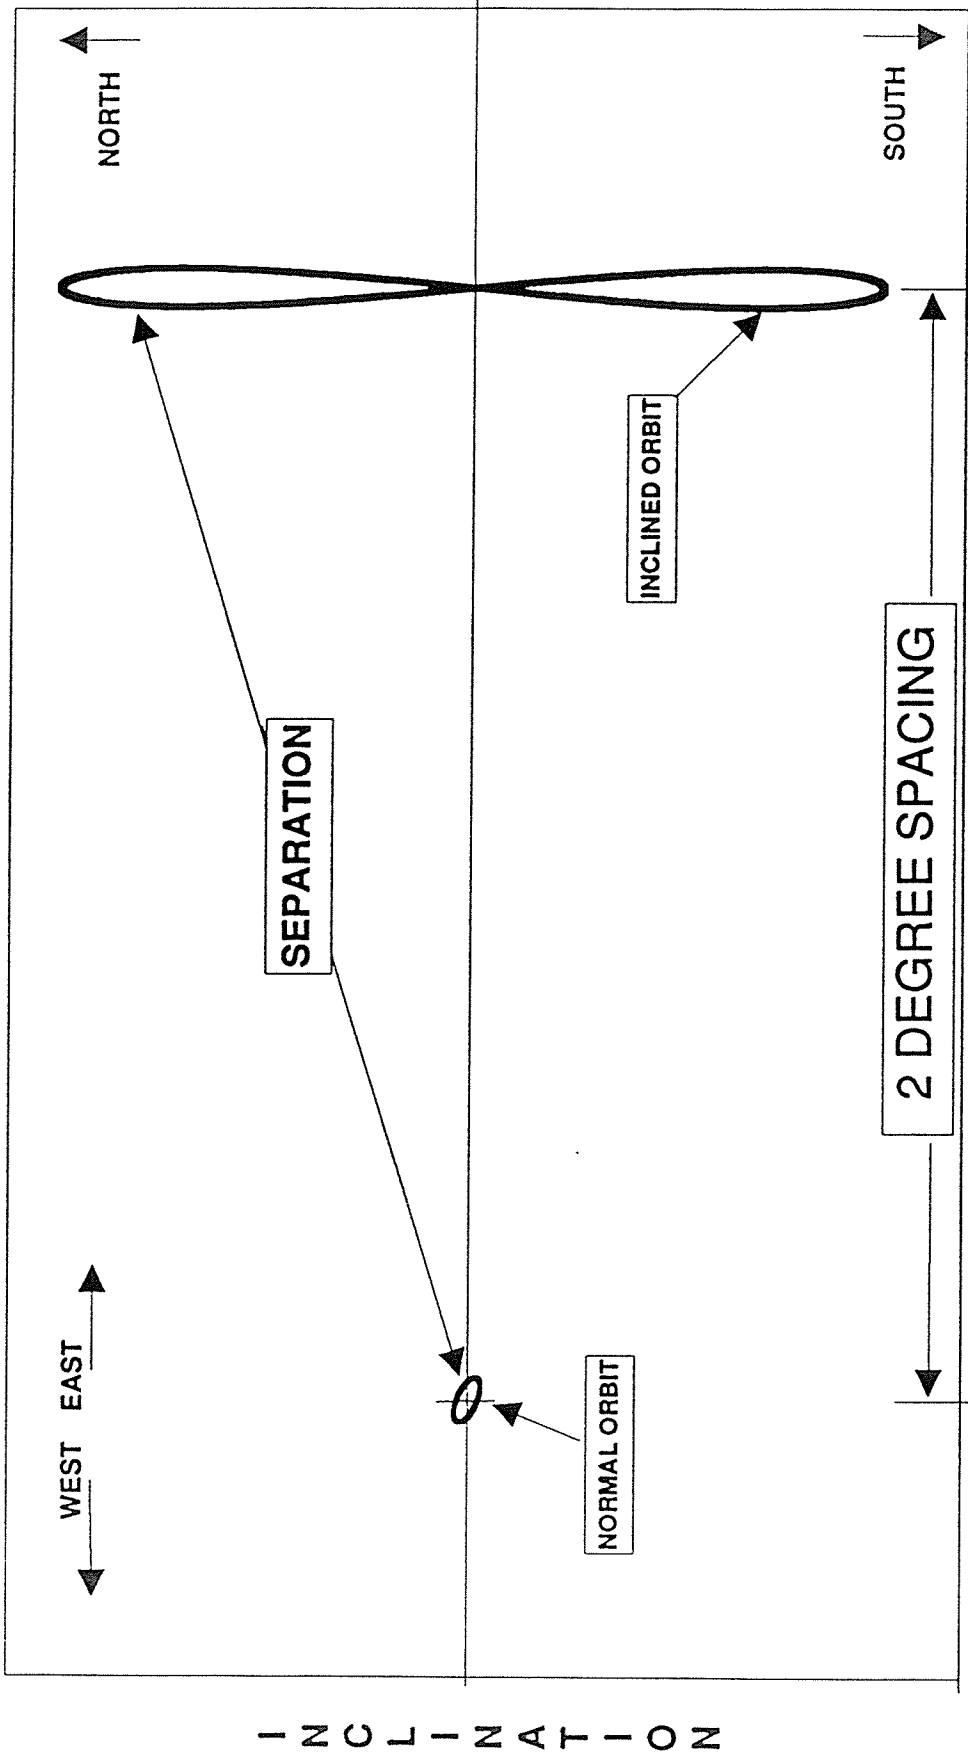 INCLINATION
WEST EAST
NORTH
SEPARATION
NORMAL ORBIT
INCLINED ORBIT
2 DEGREE SPACING
SOUTH